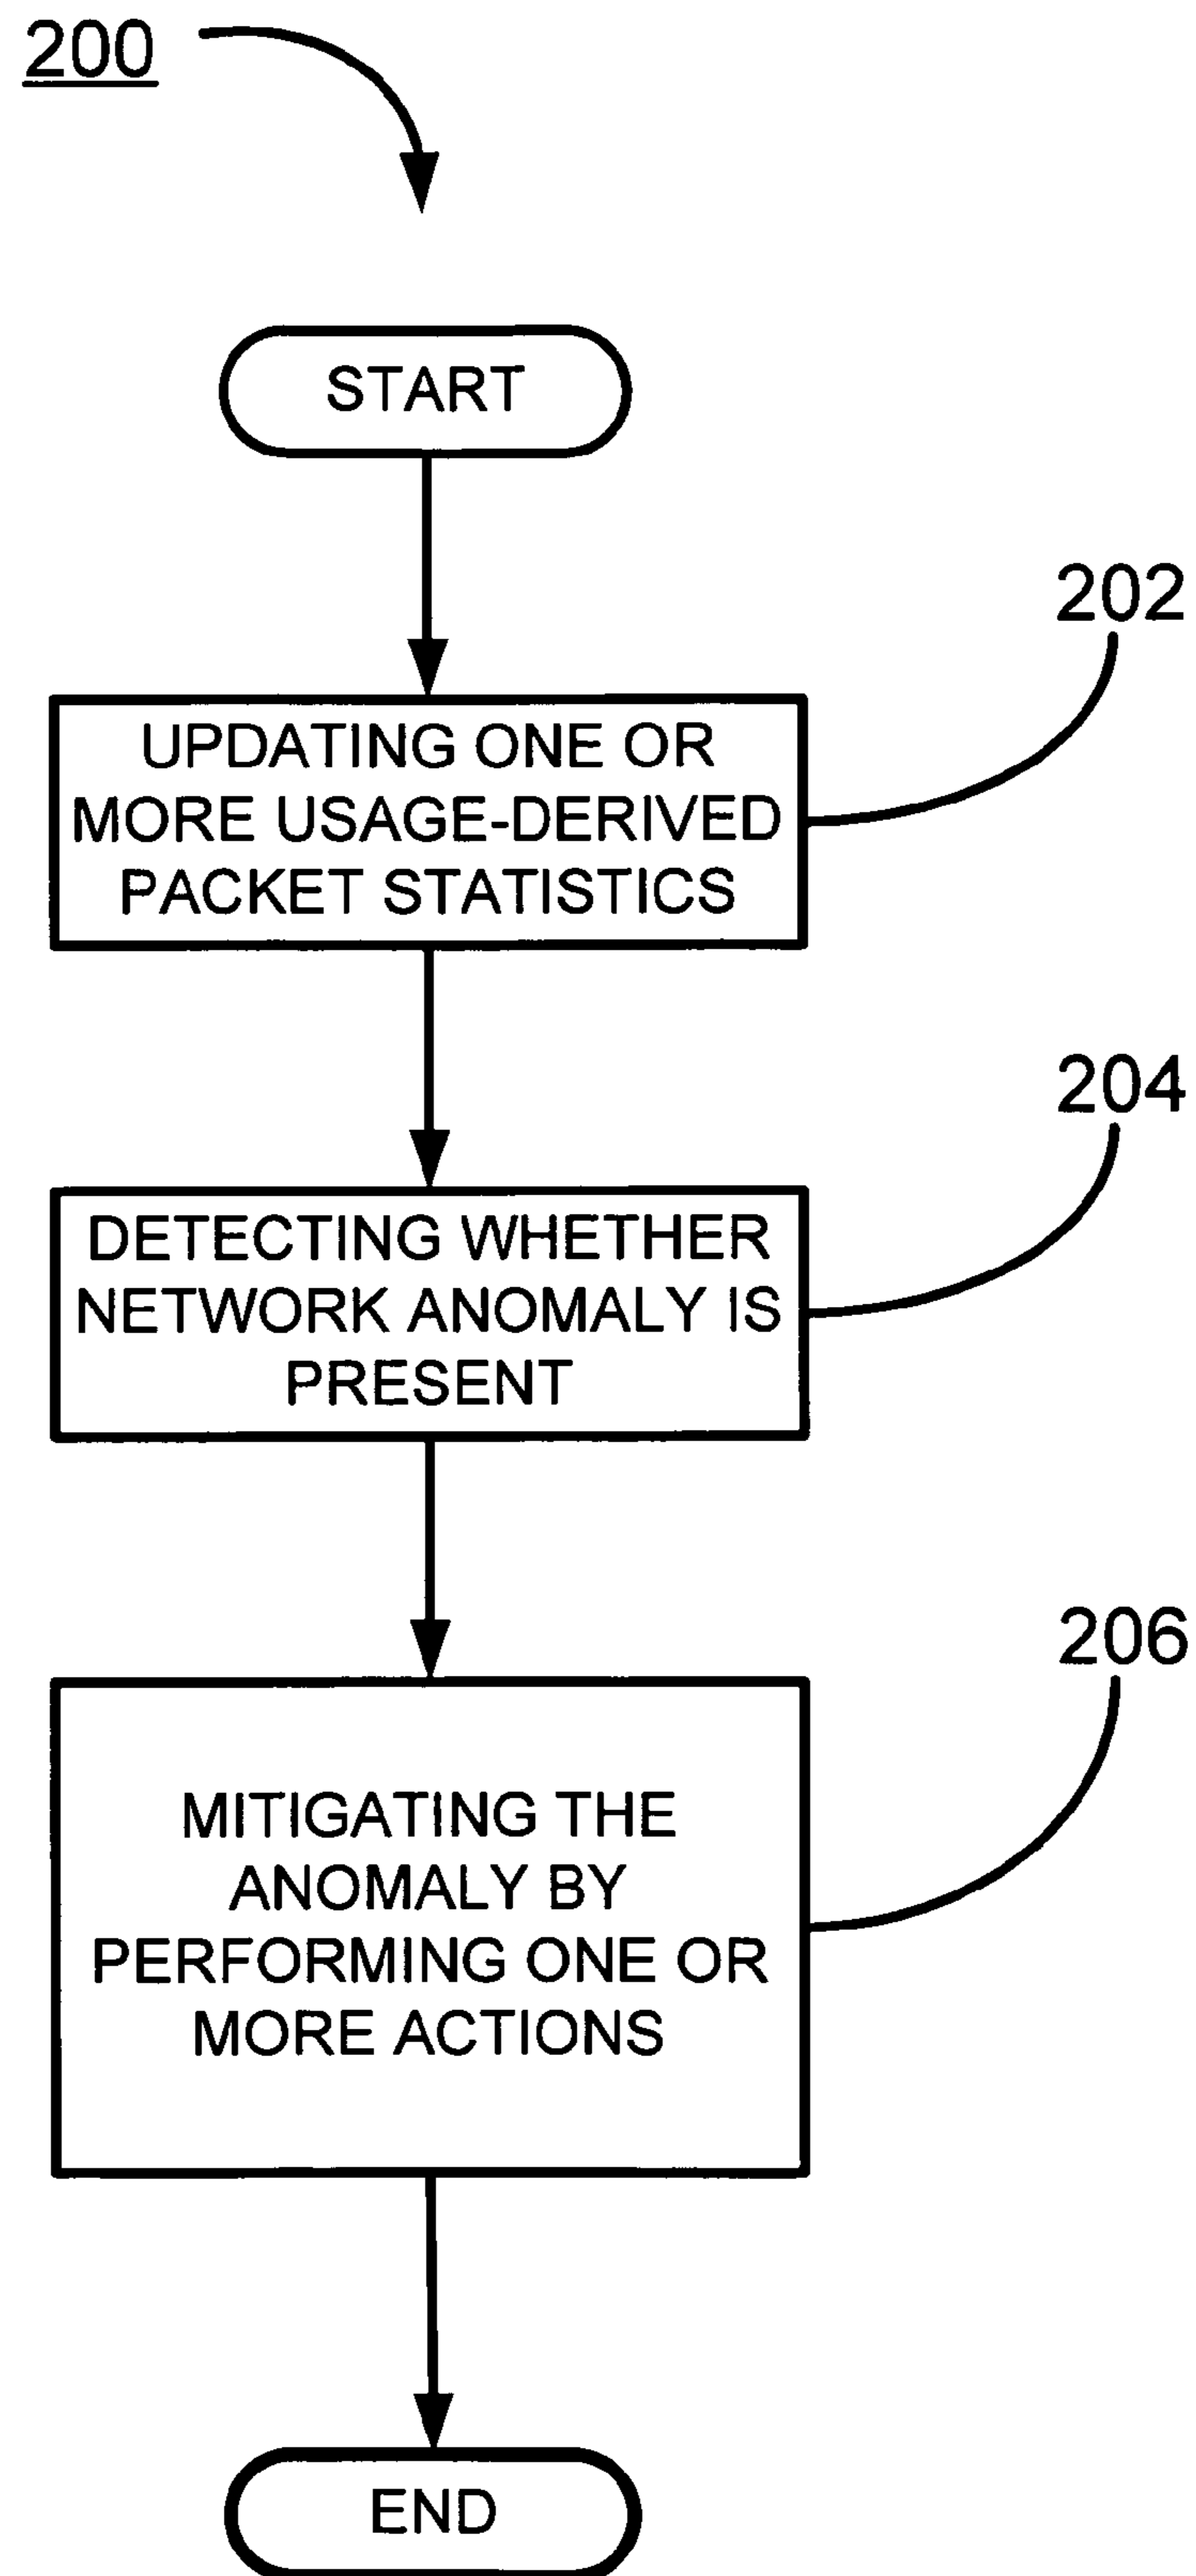 200
START
202
UPDATING ONE OR
MORE USAGE-DERIVED
PACKET STATISTICS
204
DETECTING WHETHER
NETWORK ANOMALY IS
PRESENT
206
MITIGATING THE
ANOMALY BY
PERFORMING ONE OR
MORE ACTIONS
END